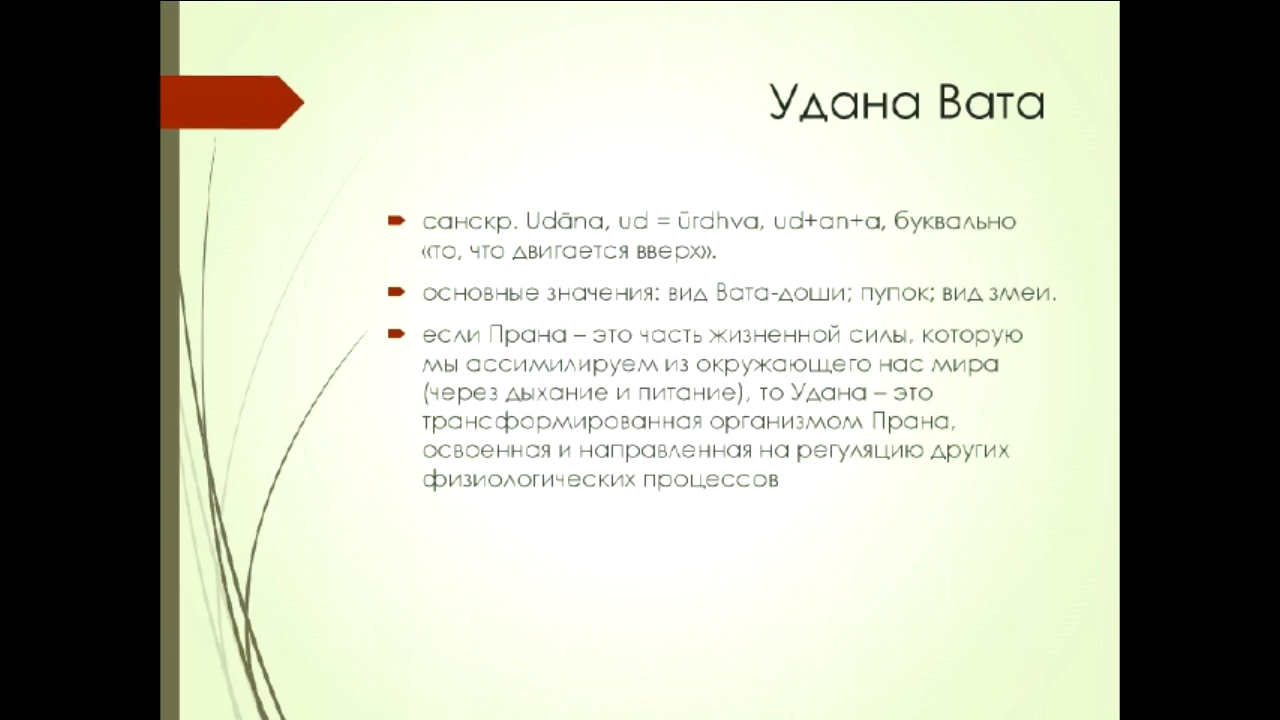 Удана Вата
санскр. Udāna, ud = ūrdhva, ud+an+a, буквально
«то, что двигается вверх».
основные значения: вид Вата-доши; пупок; вид змеи.
если Прана – это часть жизненной силы, которую
мы ассимилируем из окружающего нас мира
(через дыхание и питание), то Удана – это
трансформированная организмом Прана,
освоенная и направленная на регуляцию других
физиологических процессов